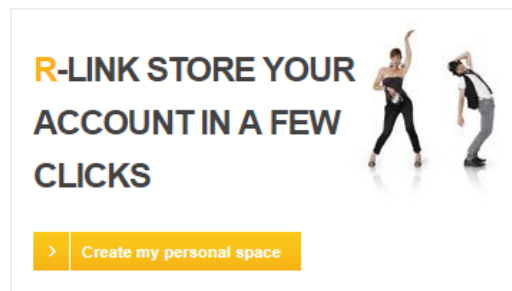 R-LINK STORE YOUR
ACCOUNT IN A FEW
CLICKS
Create my personal space